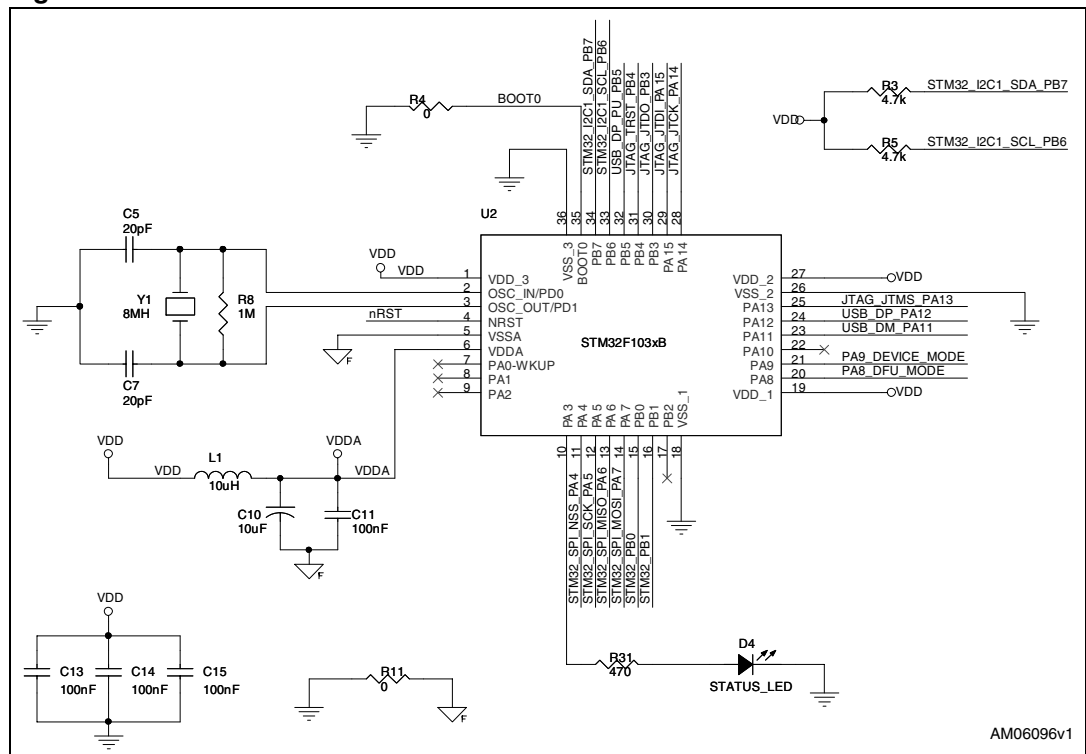 R4
0
BOOT0
STM32_I2C1_SDA_PB7
STM32_I2C1_SCL_PB6
USB_DP_PU_PB5
JTAG_TRST_PB4
JTAG_JTDO_PB3
JTAG_JTDI_PA15
JTAG_JTCK_PA14
R3
4.7k
STM32_I2C1_SDA_PB7
VDD
R5
4.7k
STM32_I2C1_SCL_PB6
U2
36
35
34
33
32
31
30
29
28
VSS_3
BOOT0
PB7
PB6
PB5
PB4
PB3
PA15
PA14
C5
20pF
Y1
8MH
R8
1M
C7
20pF
VDD
VDD
nRST
F
1 VDD_3
2 OSC_IN/PD0
3 OSC_OUT/PD1
4 NRST
5 VSSA
6 VDDA
7 PA0-WKUP
8 PA1
9 PA2
STM32F103xB
VDD_2 27 VDD
VSS_2 26
PA13 25 JTAG_JTMS_PA13
PA12 24 USB_DP_PA12
PA11 23 USB_DM_PA11
PA10 22
PA9 21 PA9_DEVICE_MODE
PA8 20 PA8_DFU_MODE
VDD_1 19 VDD
PA3
PA4
PA5
PA6
PA7
PB0
PB1
PB2
VSS_1
10
11
12
13
14
15
16
17
18
STM32_SPI_NSS_PA4
STM32_SPI_SCK_PA5
STM32_SPI_MISO_PA6
STM32_SPI_MOSI_PA7
STM32_PB0
STM32_PB1
VDD
VDD
L1
10uH
VDDA
VDDA
C10
10uF
C11
100nF
F
VDD
C13
100nF
C14
100nF
C15
100nF
R11
0
F
R31
470
D4
STATUS_LED
AM06096v1